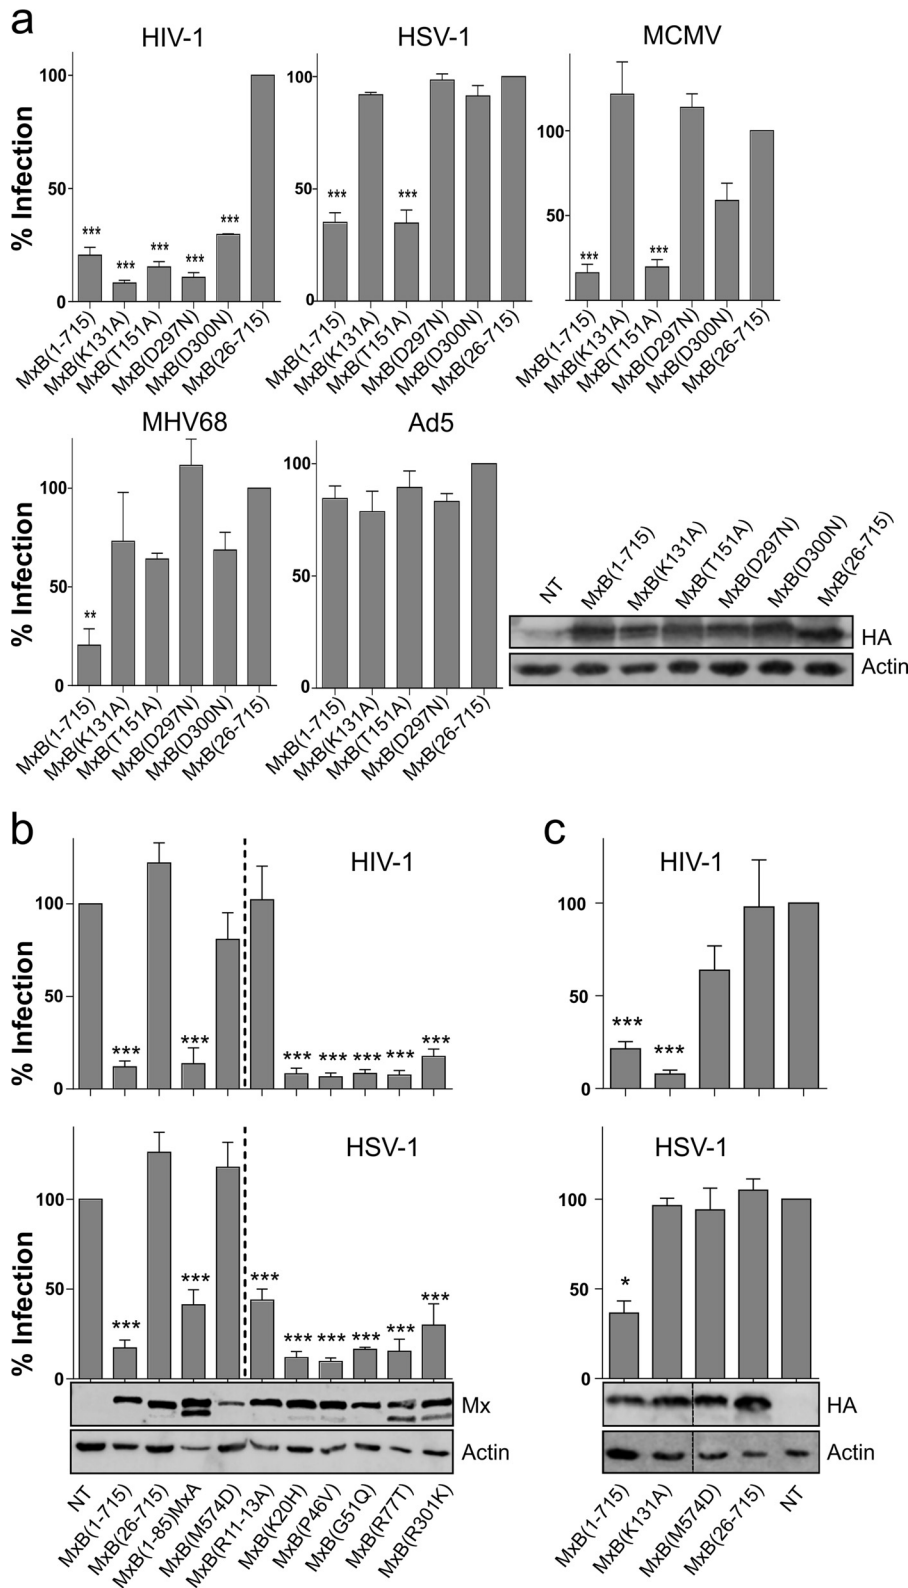 a
HIV-1
HSV-1
MCMV
% Infection
100
50
0
100
50
0
100
50
***
***
***
***
***
***
***
***
***
MxB(1-715)
MxB(K131A)
MxB(T151A)
MxB(D297N)
MxB(D300N)
MxB(26-715)
MxB(1-715)
MxB(K131A)
MxB(T151A)
MxB(D297N)
MxB(D300N)
MxB(26-715)
MxB(1-715)
MxB(K131A)
MxB(T151A)
MxB(D297N)
MxB(D300N)
MxB(26-715)
MHV68
Ad5
% Infection
100
50
0
100
50
0
**
MxB(1-715)
MxB(K131A)
MxB(T151A)
MxB(D297N)
MxB(D300N)
MxB(26-715)
MxB(1-715)
MxB(K131A)
MxB(T151A)
MxB(D297N)
MxB(26-715)
NT
MxB(1-715)
MxB(K131A)
MxB(T151A)
MxB(D297N)
MxB(D300N)
MxB(26-715)
HA
Actin
b
HIV-1
% Infection
100
50
0
***
***
***
***
***
***
***
HSV-1
% Infection
100
50
0
***
***
***
***
***
***
***
***
Mx
Actin
NT
MxB(1-715)
MxB(26-715)
MxB(1-85)MxA
MxB(M574D)
MxB(R11-13A)
MxB(K20H)
MxB(P46V)
MxB(G51Q)
MxB(R77T)
MxB(R301K)
c
HIV-1
100
50
0
***
***
HSV-1
100
50
0
*
HA
Actin
MxB(1-715)
MxB(K131A)
MxB(M574D)
MxB(26-715)
NT